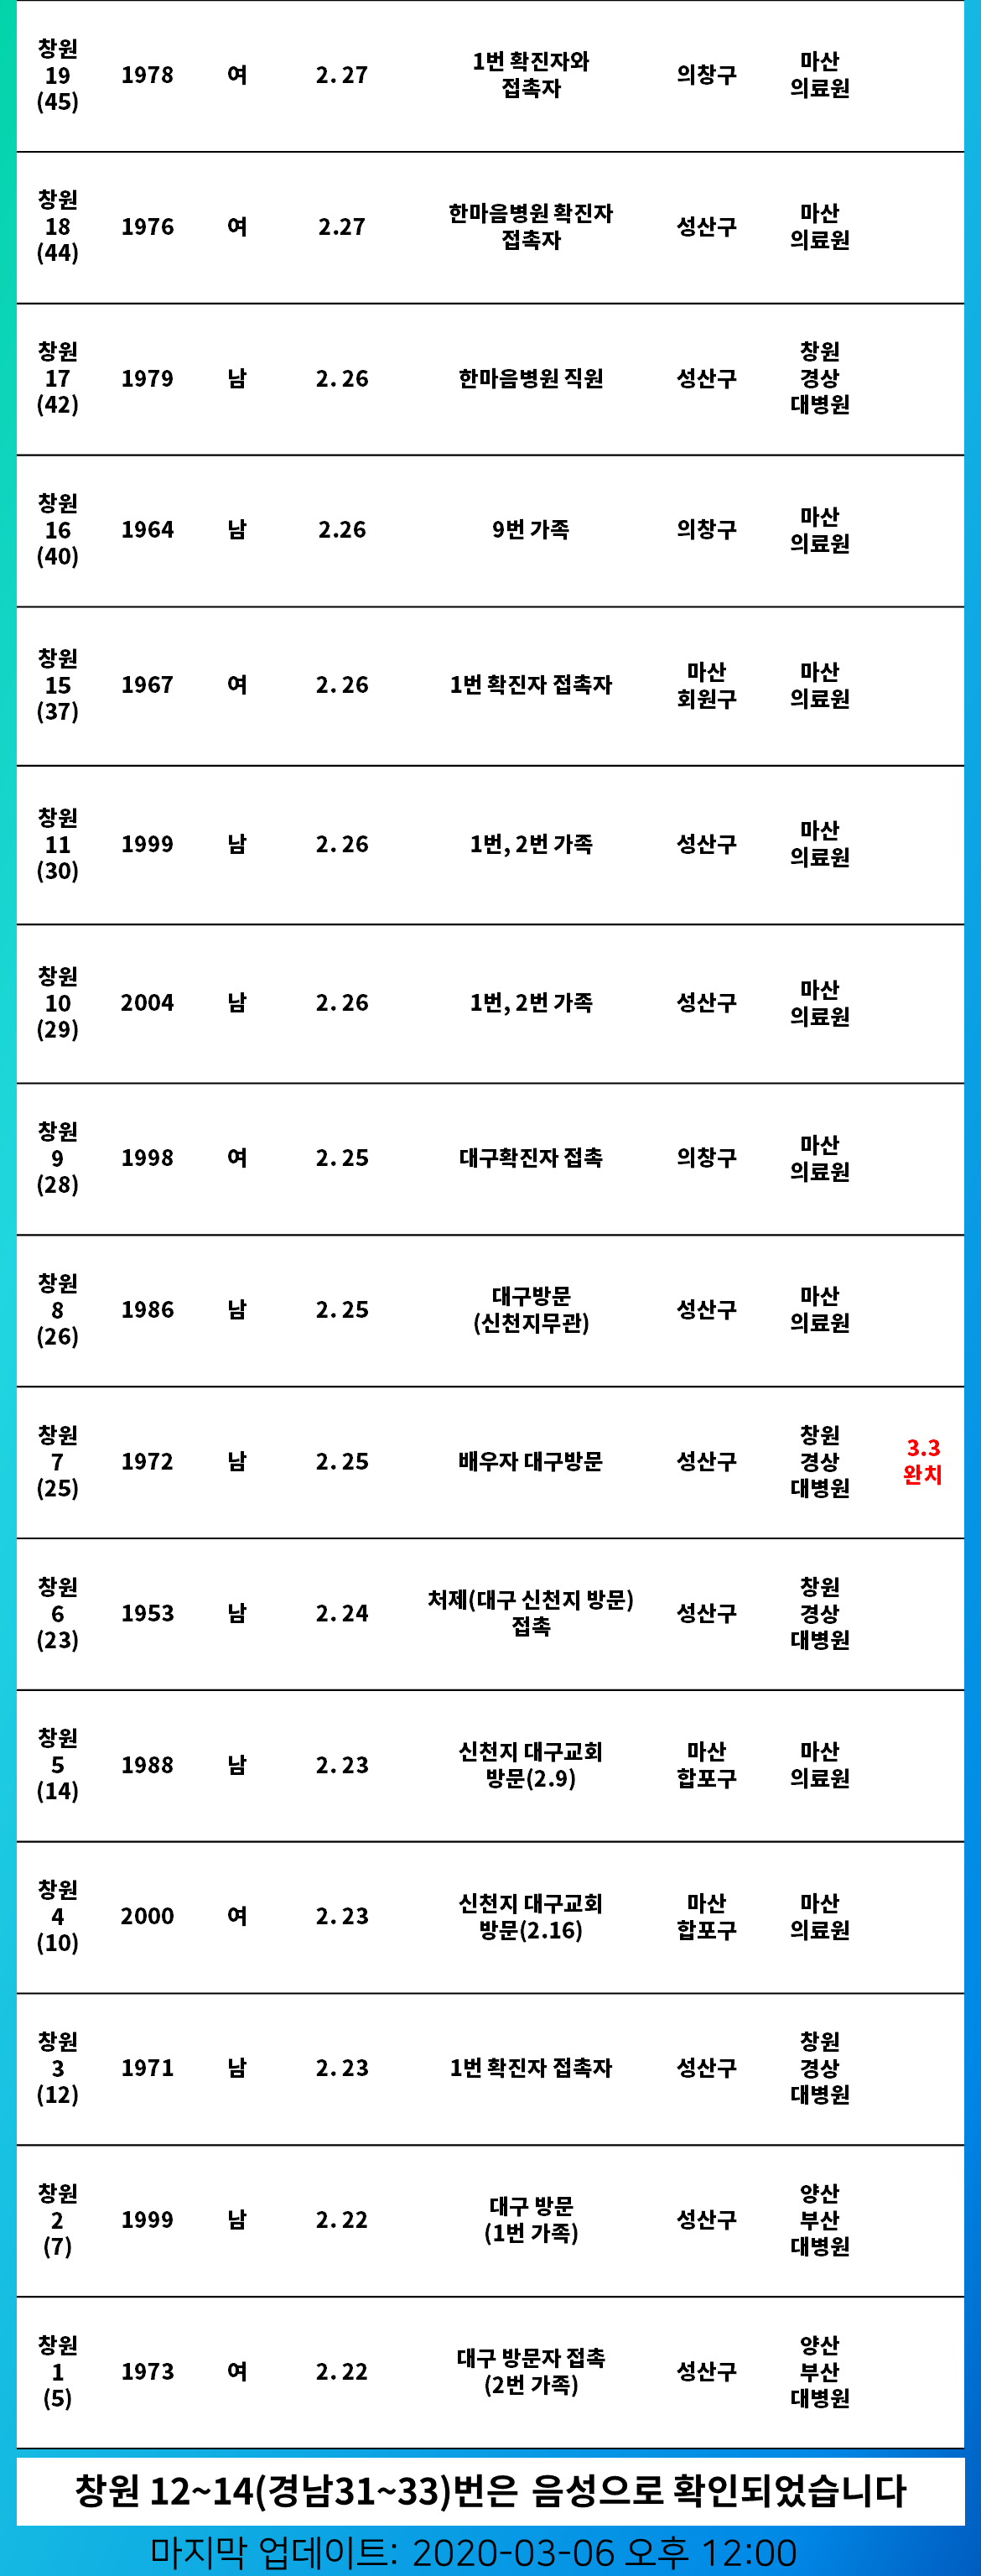 창원
19
(45)
1978
여
2. 27
1번 확진자와
접촉자
의창구
마산
의료원
창원
18
(44)
1976
여
2.27
한마음병원 확진자
접촉자
성산구
마산
의료원
창원
17
(42)
1979
남
2. 26
한마음병원 직원
성산구
창원
경상
대병원
창원
16
(40)
1964
남
2.26
9번 가족
의창구
마산
의료원
창원
15
(37)
1967
여
2. 26
1번 확진자 접촉자
마산
회원구
마산
의료원
창원
11
(30)
1999
남
2. 26
1번, 2번 가족
성산구
마산
의료원
창원
10
(29)
2004
남
2. 26
1번, 2번 가족
성산구
마산
의료원
창원
9
(28)
1998
여
2. 25
대구확진자 접촉
의창구
마산
의료원
창원
8
(26)
1986
남
2. 25
대구방문
(신천지무관)
성산구
마산
의료원
창원
7
(25)
1972
남
2. 25
배우자 대구방문
성산구
창원
경상
대병원
3.3
완치
창원
6
(23)
1953
남
2. 24
처제(대구 신천지 방문)
접촉
성산구
창원
경상
대병원
창원
5
(14)
1988
남
2. 23
신천지 대구교회
방문(2.9)
마산
합포구
마산
의료원
창원
4
(10)
2000
여
2. 23
신천지 대구교회
방문(2.16)
마산
합포구
마산
의료원
창원
3
(12)
1971
남
2. 23
1번 확진자 접촉자
성산구
창원
경상
대병원
창원
2
(7)
1999
남
2. 22
대구 방문
(1번 가족)
성산구
양산
부산
대병원
창원
1
(5)
1973
여
2. 22
대구 방문자 접촉
(2번 가족)
성산구
양산
부산
대병원
창원 12~14(경남31~33)번은 음성으로 확인되었습니다
마지막 업데이트: 2020-03-06 오후 12:00